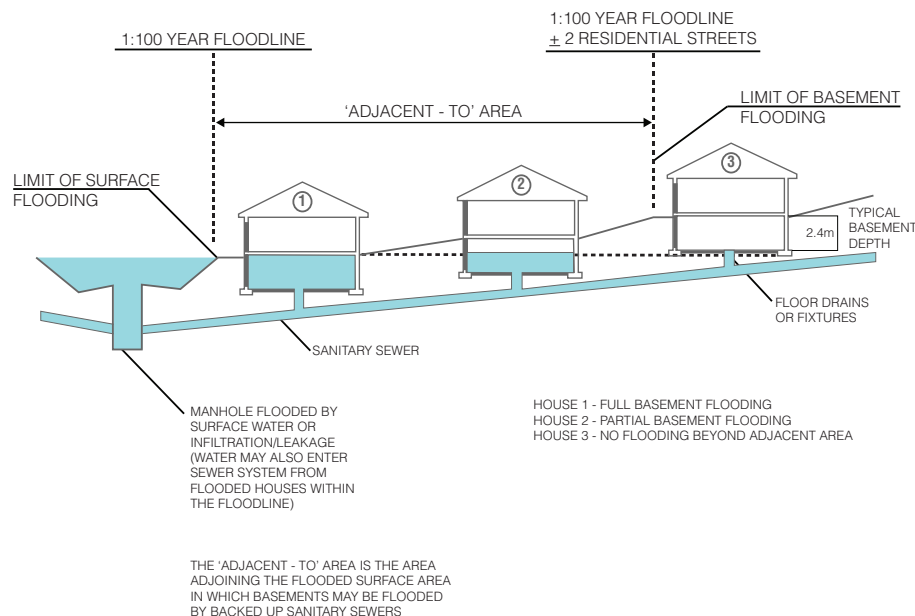 1:100 YEAR FLOODLINE
1:100 YEAR FLOODLINE
+ 2 RESIDENTIAL STREETS
'ADJACENT - TO' AREA
LIMIT OF BASEMENT
FLOODING
LIMIT OF SURFACE
FLOODING
1
2
3
2.4m
TYPICAL
BASEMENT
DEPTH
FLOOR DRAINS
OR FIXTURES
SANITARY SEWER
MANHOLE FLOODED BY
SURFACE WATER OR
INFILTRATION/LEAKAGE
(WATER MAY ALSO ENTER
SEWER SYSTEM FROM
FLOODED HOUSES WITHIN
THE FLOODLINE)
HOUSE 1 - FULL BASEMENT FLOODING
HOUSE 2 - PARTIAL BASEMENT FLOODING
HOUSE 3 - NO FLOODING BEYOND ADJACENT AREA
THE 'ADJACENT - TO' AREA IS THE AREA
ADJOINING THE FLOODED SURFACE AREA
IN WHICH BASEMENTS MAY BE FLOODED
BY BACKED UP SANITARY SEWERS